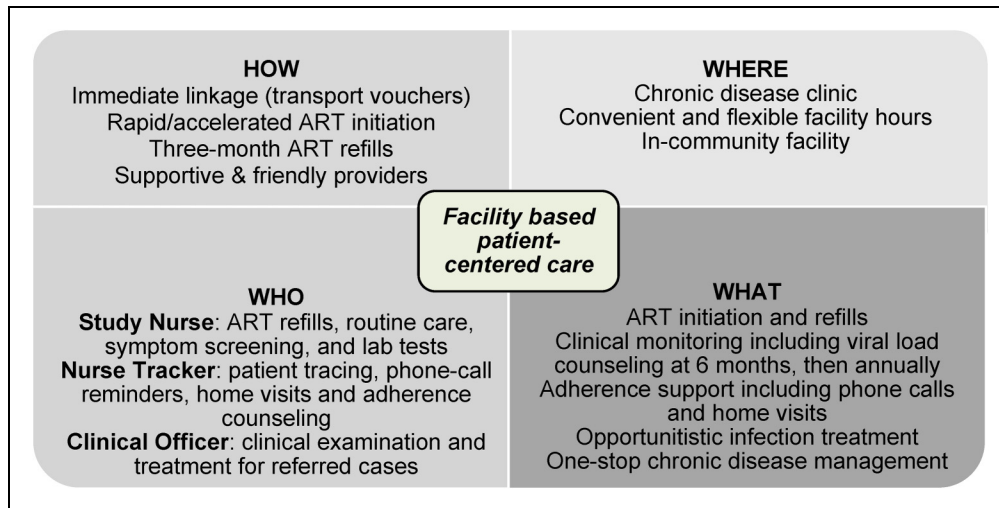 HOW
Immediate linkage (transport vouchers)
Rapid/accelerated ART initiation
Three-month ART refills
Supportive & friendly providers
WHERE
Chronic disease clinic
Convenient and flexible facility hours
In-community facility
Facility based
patient-
centered care
WHO
Study Nurse: ART refills, routine care,
symptom screening, and lab tests
Nurse Tracker: patient tracing, phone-call
reminders, home visits and adherence
counseling
Clinical Officer: clinical examination and
treatment for referred cases
WHAT
ART initiation and refills
Clinical monitoring including viral load
counseling at 6 months, then annually
Adherence support including phone calls
and home visits
Opportunitistic infection treatment
One-stop chronic disease management